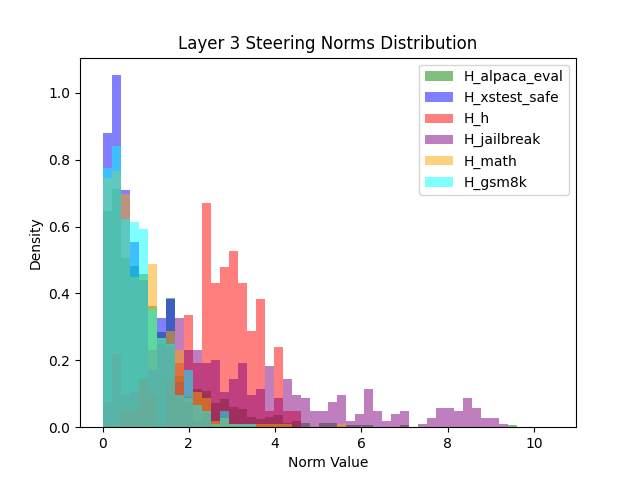 Layer 3 Steering Norms Distribution
H_alpaca_eval
H_xstest_safe
H_h
H_jailbreak
H_math
H_gsm8k
Density
1.0
0.8
0.6
0.4
0.2
0.0
0 2 4 6 8 10
Norm Value